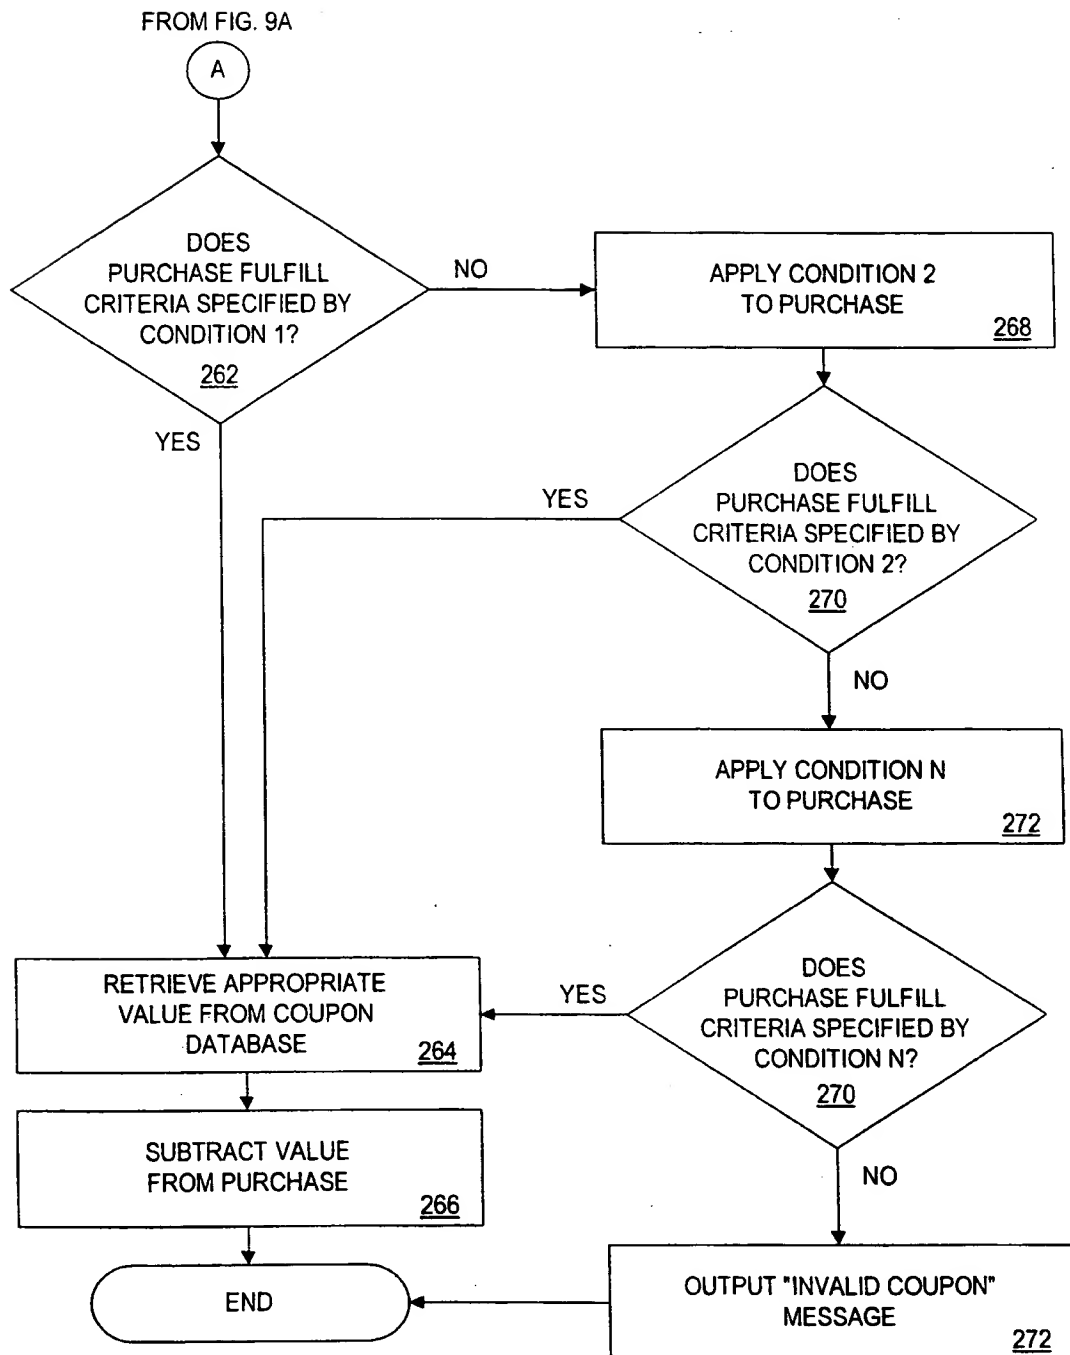 FROM FIG. 9A
A
DOES
PURCHASE FULFILL
CRITERIA SPECIFIED BY
CONDITION 1?
262
NO
YES
APPLY CONDITION 2
TO PURCHASE
268
DOES
PURCHASE FULFILL
CRITERIA SPECIFIED BY
CONDITION 2?
270
YES
NO
APPLY CONDITION N
TO PURCHASE
272
DOES
PURCHASE FULFILL
CRITERIA SPECIFIED BY
CONDITION N?
270
YES
NO
RETRIEVE APPROPRIATE
VALUE FROM COUPON
DATABASE
264
SUBTRACT VALUE
FROM PURCHASE
266
END
OUTPUT "INVALID COUPON"
MESSAGE
272